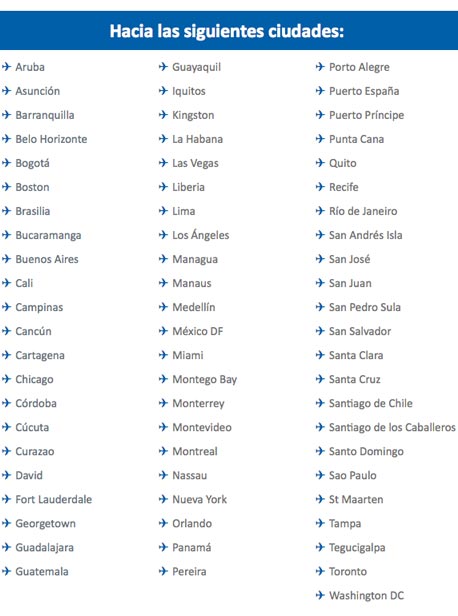 Hacia las siguientes ciudades:
Aruba
Asunción
Barranquilla
Belo Horizonte
Bogotá
Boston
Brasilia
Bucaramanga
Buenos Aires
Cali
Campinas
Cancún
Cartagena
Chicago
Córdoba
Cúcuta
Curazao
David
Fort Lauderdale
Georgetown
Guadalajara
Guatemala
Guayaquil
Iquitos
Kingston
La Habana
Las Vegas
Liberia
Lima
Los Ángeles
Managua
Manaus
Medellín
México DF
Miami
Montego Bay
Monterrey
Montevideo
Montreal
Nassau
Nueva York
Orlando
Panamá
Pereira
Porto Alegre
Puerto España
Puerto Príncipe
Punta Cana
Quito
Recife
Río de Janeiro
San Andrés Isla
San José
San Juan
San Pedro Sula
San Salvador
Santa Clara
Santa Cruz
Santiago de Chile
Santiago de los Caballeros
Santo Domingo
Sao Paulo
St Maarten
Tampa
Tegucigalpa
Toronto
Washington DC